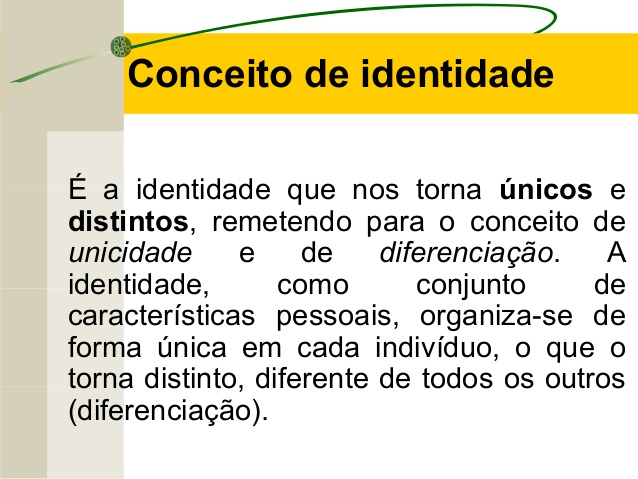 Conceito de identidade
É a identidade que nos torna únicos e
distintos, remetendo para o conceito de
unicidade e de diferenciação. A
identidade, como conjunto de
características pessoais, organiza-se de
forma única em cada indivíduo, o que o
torna distinto, diferente de todos os outros
(diferenciação).